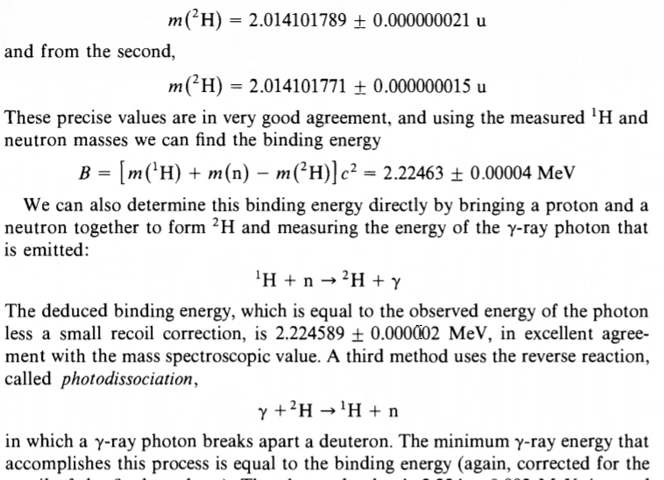 m(²H) = 2.014101789 ± 0.000000021 u
and from the second,
m(²H) = 2.014101771 ± 0.000000015 u
These precise values are in very good agreement, and using the measured ¹H and
neutron masses we can find the binding energy
B = [m(¹H) + m(n) − m(²H)]c² = 2.22463 ± 0.00004 MeV
We can also determine this binding energy directly by bringing a proton and a
neutron together to form ²H and measuring the energy of the γ-ray photon that
is emitted:
¹H + n → ²H + γ
The deduced binding energy, which is equal to the observed energy of the photon
less a small recoil correction, is 2.224589 ± 0.000002 MeV, in excellent agree-
ment with the mass spectroscopic value. A third method uses the reverse reaction,
called photodissociation,
γ + ²H → ¹H + n
in which a γ-ray photon breaks apart a deuteron. The minimum γ-ray energy that
accomplishes this process is equal to the binding energy (again, corrected for the